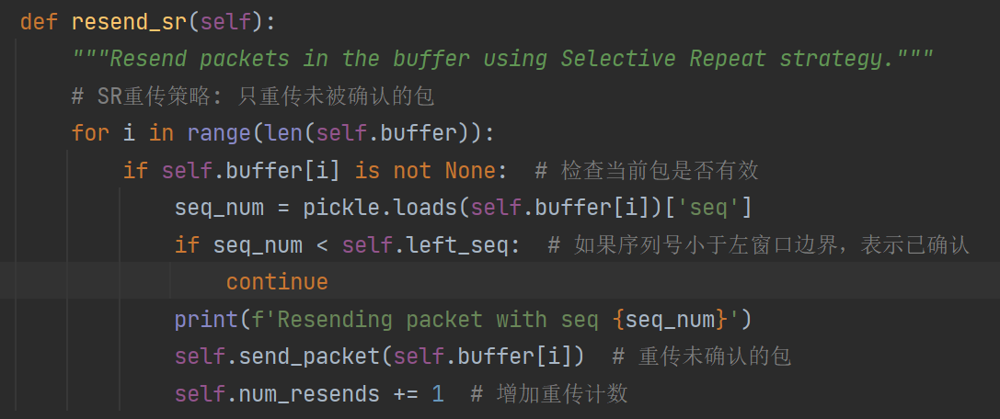 def resend_sr(self):
"""Resend packets in the buffer using Selective Repeat strategy."""
# SR重传策略: 只重传未被确认的包
for i in range(len(self.buffer)):
if self.buffer[i] is not None:  # 检查当前包是否有效
seq_num = pickle.loads(self.buffer[i])['seq']
if seq_num < self.left_seq:  # 如果序列号小于左窗口边界，表示已确认
continue
print(f'Resending packet with seq {seq_num}')
self.send_packet(self.buffer[i])  # 重传未确认的包
self.num_resends += 1  # 增加重传计数